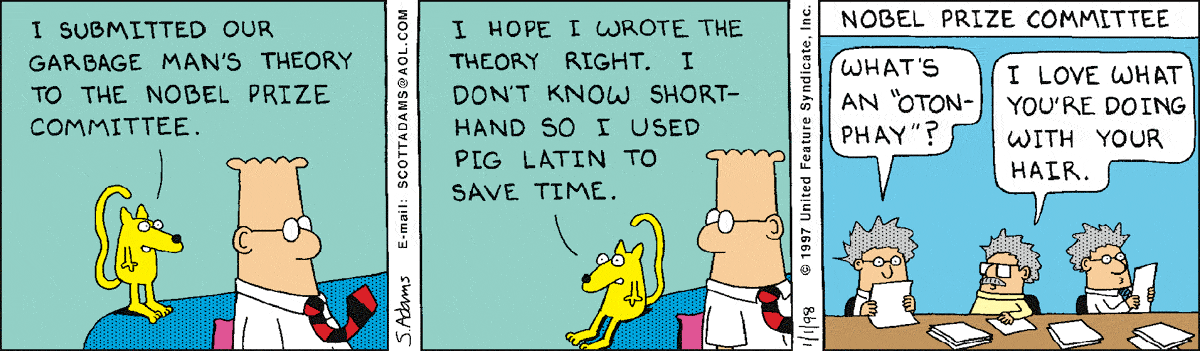 I SUBMITTED OUR
GARBAGE MAN'S THEORY
TO THE NOBEL PRIZE
COMMITTEE.
S. Adams
E-mail: SCOTTADAMS@AOL.COM
I HOPE I WROTE THE
THEORY RIGHT. I
DON'T KNOW SHORT-
HAND SO I USED
PIG LATIN TO
SAVE TIME.
1/1/98
© 1997 United Feature Syndicate, Inc.
NOBEL PRIZE COMMITTEE
WHAT'S
AN "OTON-
PHAY"?
I LOVE WHAT
YOU'RE DOING
WITH YOUR
HAIR.